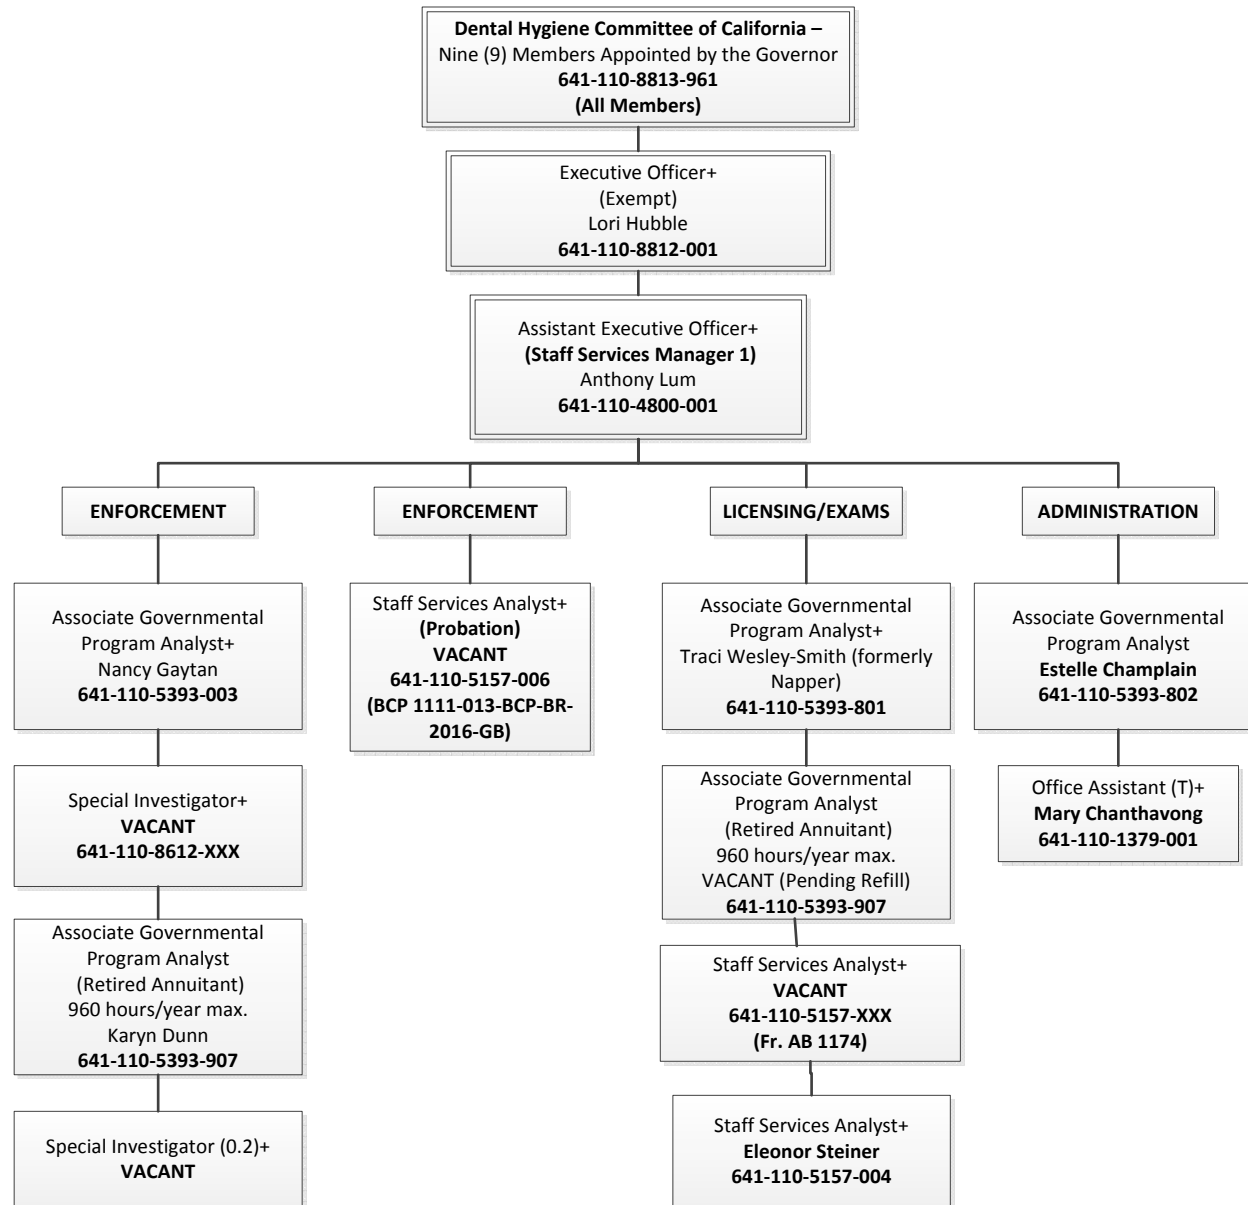 Dental Hygiene Committee of California –
Nine (9) Members Appointed by the Governor
641-110-8813-961
(All Members)
Executive Officer+
(Exempt)
Lori Hubble
641-110-8812-001
Assistant Executive Officer+
(Staff Services Manager 1)
Anthony Lum
641-110-4800-001
ENFORCEMENT
Associate Governmental
Program Analyst+
Nancy Gaytan
641-110-5393-003
Special Investigator+
VACANT
641-110-8612-XXX
Associate Governmental
Program Analyst
(Retired Annuitant)
960 hours/year max.
Karyn Dunn
641-110-5393-907
Special Investigator (0.2)+
VACANT
ENFORCEMENT
Staff Services Analyst+
(Probation)
VACANT
641-110-5157-006
(BCP 1111-013-BCP-BR-
2016-GB)
LICENSING/EXAMS
Associate Governmental
Program Analyst+
Traci Wesley-Smith (formerly
Napper)
641-110-5393-801
Associate Governmental
Program Analyst
(Retired Annuitant)
960 hours/year max.
VACANT (Pending Refill)
641-110-5393-907
Staff Services Analyst+
VACANT
641-110-5157-XXX
(Fr. AB 1174)
Staff Services Analyst+
Eleonor Steiner
641-110-5157-004
ADMINISTRATION
Associate Governmental
Program Analyst
Estelle Champlain
641-110-5393-802
Office Assistant (T)+
Mary Chanthavong
641-110-1379-001